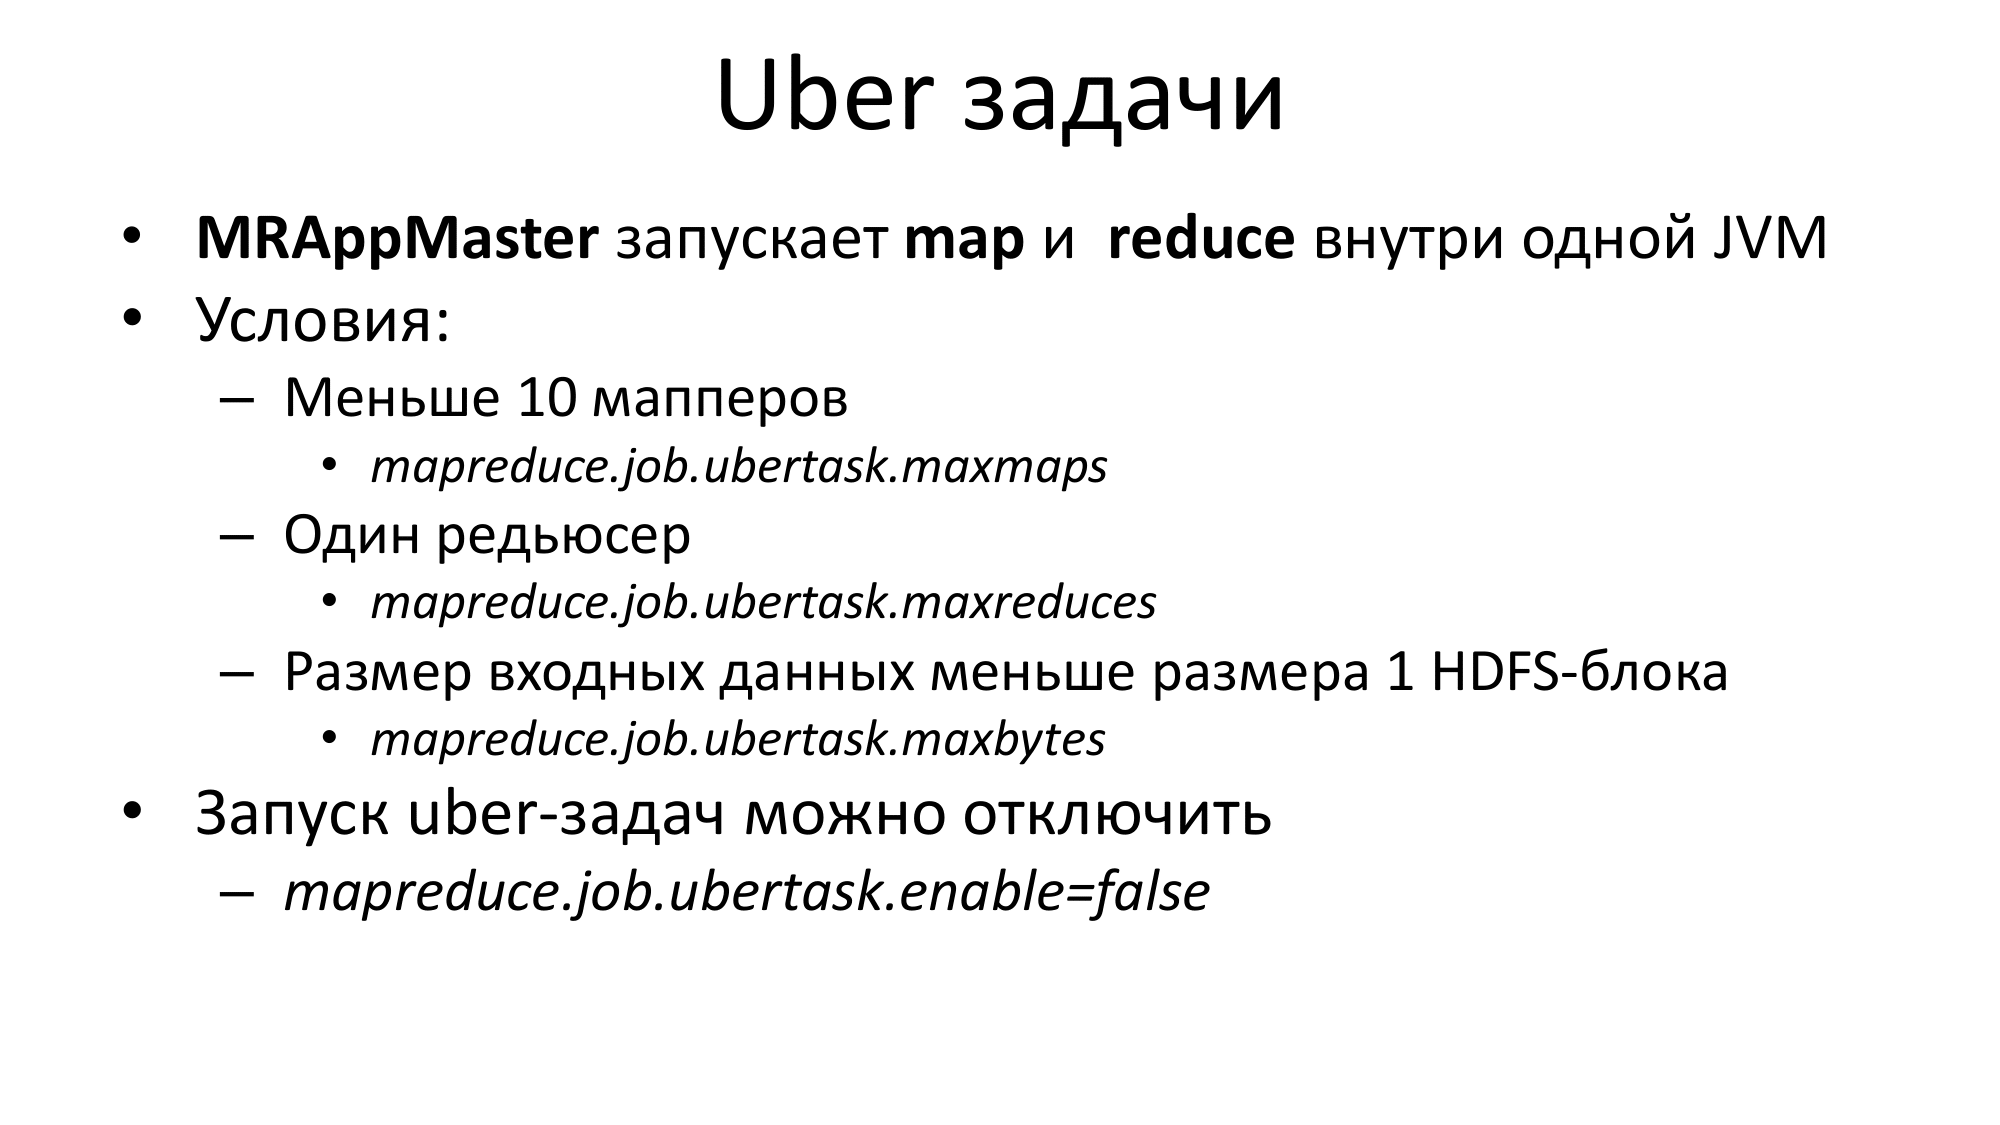 Uber задачи
• MRAppMaster запускает map и  reduce внутри одной JVM
• Условия:
– Меньше 10 мапперов
• mapreduce.job.ubertask.maxmaps
– Один редьюсер
• mapreduce.job.ubertask.maxreduces
– Размер входных данных меньше размера 1 HDFS-блока
• mapreduce.job.ubertask.maxbytes
• Запуск uber-задач можно отключить
– mapreduce.job.ubertask.enable=false